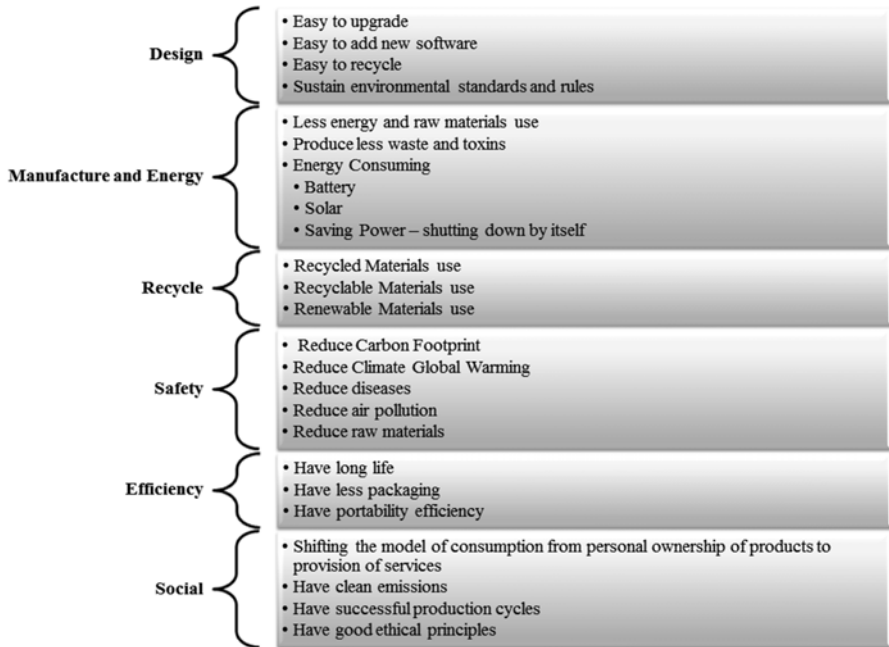 Design
• Easy to upgrade
• Easy to add new software
• Easy to recycle
• Sustain environmental standards and rules
Manufacture and Energy
• Less energy and raw materials use
• Produce less waste and toxins
• Energy Consuming
• Battery
• Solar
• Saving Power – shutting down by itself
Recycle
• Recycled Materials use
• Recyclable Materials use
• Renewable Materials use
Safety
• Reduce Carbon Footprint
• Reduce Climate Global Warming
• Reduce diseases
• Reduce air pollution
• Reduce raw materials
Efficiency
• Have long life
• Have less packaging
• Have portability efficiency
Social
• Shifting the model of consumption from personal ownership of products to
provision of services
• Have clean emissions
• Have successful production cycles
• Have good ethical principles